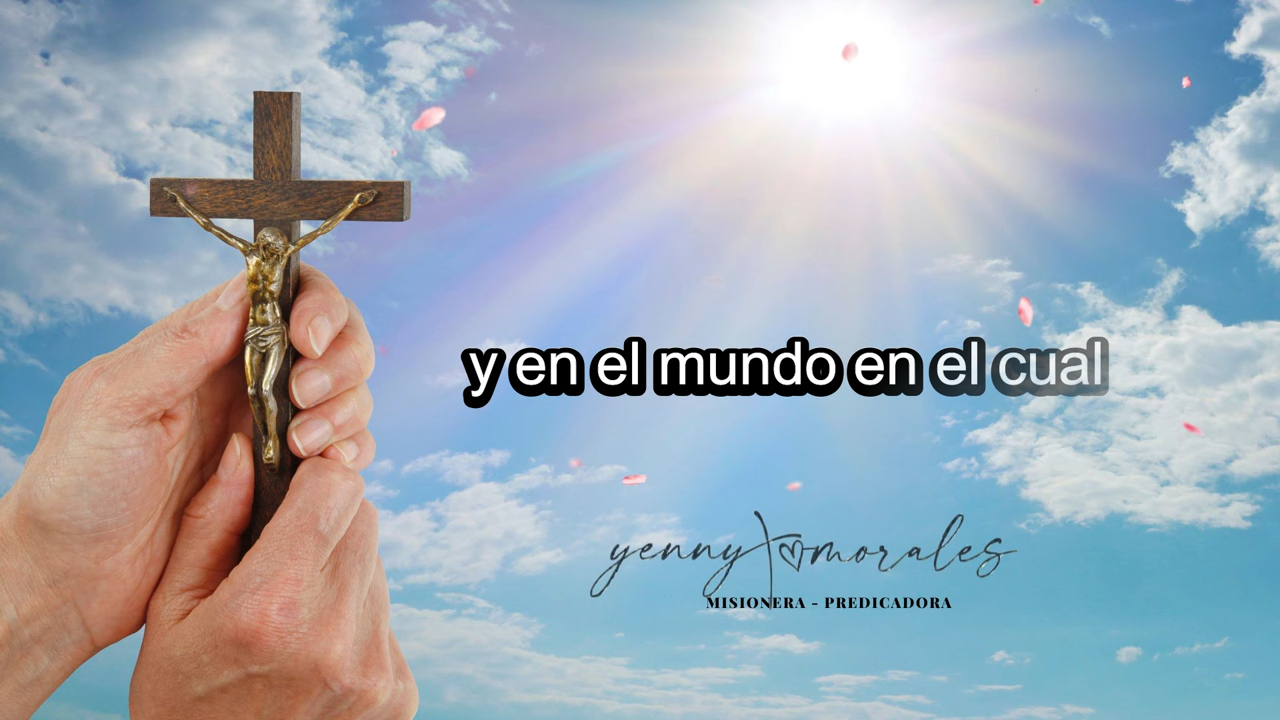 y en el mundo en el cual
yenny morales
MISIONERA - PREDICADORA